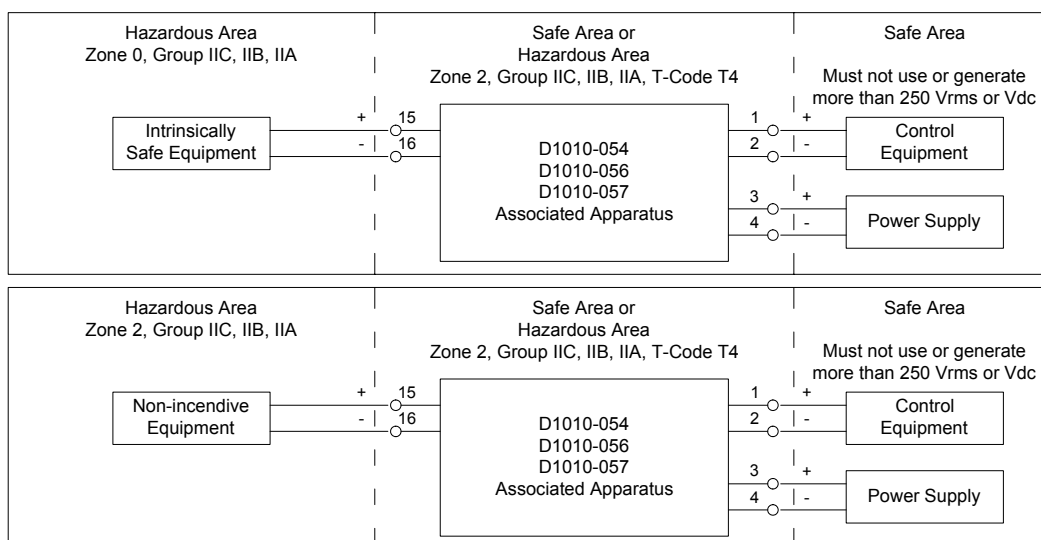 Hazardous Area
Zone 0, Group IIC, IIB, IIA
Safe Area or
Hazardous Area
Zone 2, Group IIC, IIB, IIA, T-Code T4
Safe Area
Must not use or generate
more than 250 Vrms or Vdc
Intrinsically
Safe Equipment
+ 15
- 16
D1010-054
D1010-056
D1010-057
Associated Apparatus
1 +
2 -
Control
Equipment
3 +
4 -
Power Supply
Hazardous Area
Zone 2, Group IIC, IIB, IIA
Safe Area or
Hazardous Area
Zone 2, Group IIC, IIB, IIA, T-Code T4
Safe Area
Must not use or generate
more than 250 Vrms or Vdc
Non-incendive
Equipment
+ 15
- 16
D1010-054
D1010-056
D1010-057
Associated Apparatus
1 +
2 -
Control
Equipment
3 +
4 -
Power Supply